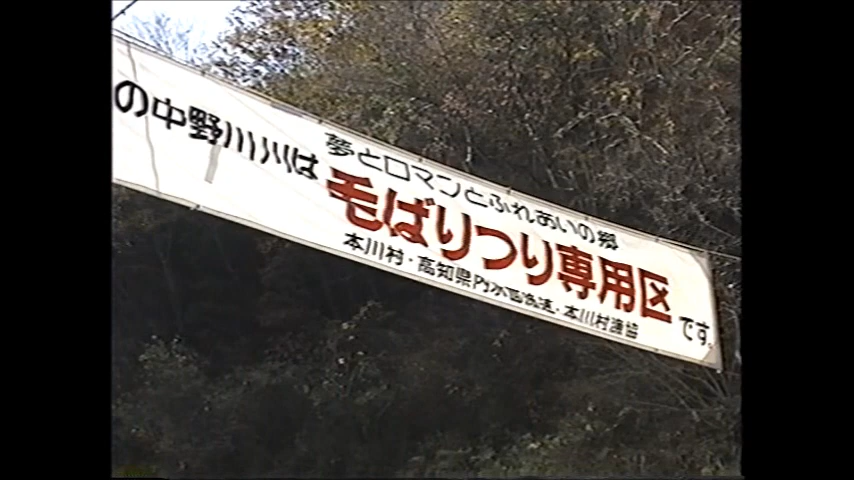 の中野川川は
夢とロマンとふれあいの郷
毛ばりつり専用区です。
本川村・高知県内水面漁連・本川村漁協